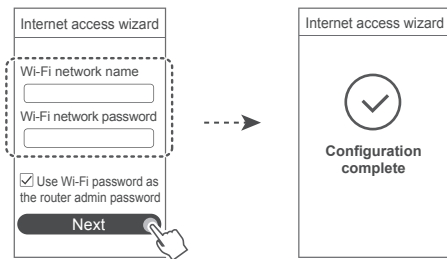 Internet access wizard
Wi-Fi network name
Wi-Fi network password
Use Wi-Fi password as
the router admin password
Next
Internet access wizard
Configuration
complete